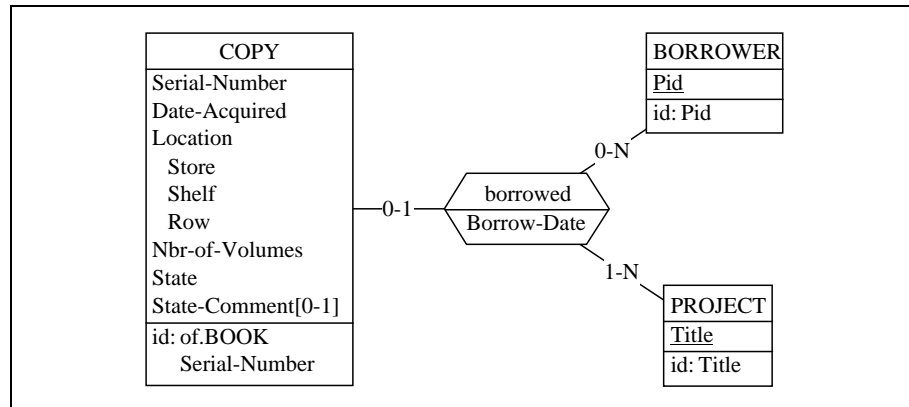 COPY
Serial-Number
Date-Acquired
Location
Store
Shelf
Row
Nbr-of-Volumes
State
State-Comment[0-1]
id: of.BOOK
Serial-Number
0-1
borrowed
Borrow-Date
0-N
BORROWER
Pid
id: Pid
1-N
PROJECT
Title
id: Title